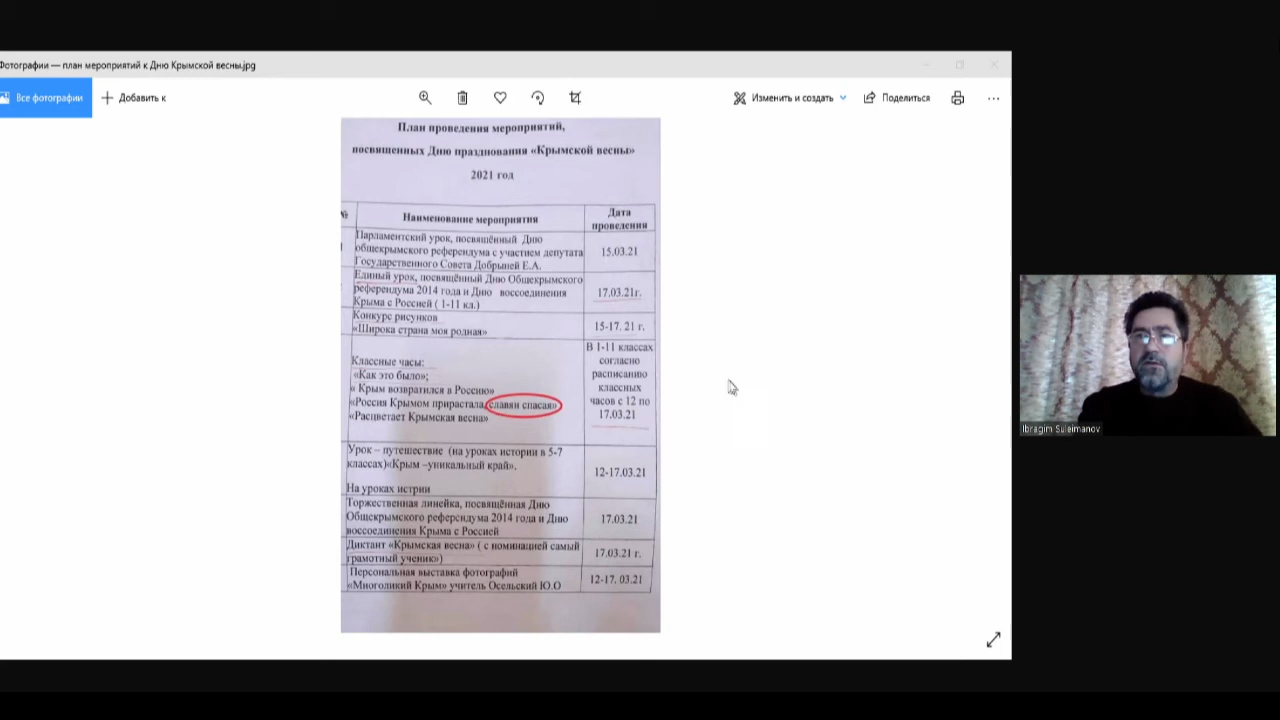 Фотографии — план мероприятий к Дню Крымской весны.jpg
Все фотографии
Добавить к
Изменить и создать
Поделиться
План проведения мероприятий,
посвященных Дню празднования «Крымской весны»
2021 год
№
Наименование мероприятия
Дата
проведения
Парламентский урок, посвящённый Дню
общекрымского референдума с участием депутата
Государственного Совета Добрыней Е.А.
15.03.21
Единый урок, посвящённый Дню Общекрымского
референдума 2014 года и Дню воссоединения
Крыма с Россией ( 1-11 кл.)
17.03.21г.
Конкурс рисунков
«Широка страна моя родная»
15-17. 21 г.
Классные часы:
«Как это было»;
« Крым возвратился в Россию»
«Россия Крымом прирастала, славян спасая»
«Расцветает Крымская весна»
В 1-11 классах
согласно
расписанию
классных
часов с 12 по
17.03.21
Урок – путешествие (на уроках истории в 5-7
классах)«Крым –уникальный край».
На уроках истрии
12-17.03.21
Торжественная линейка, посвящённая Дню
Общекрымского референдума 2014 года и Дню
воссоединения Крыма с Россией
17.03.21
Диктант «Крымская весна» ( с номинацией самый
грамотный ученик»)
17.03.21 г.
Персональная выставка фотографий
«Многоликий Крым» учитель Осельский Ю.О
12-17. 03.21
Ibragim Suleimanov